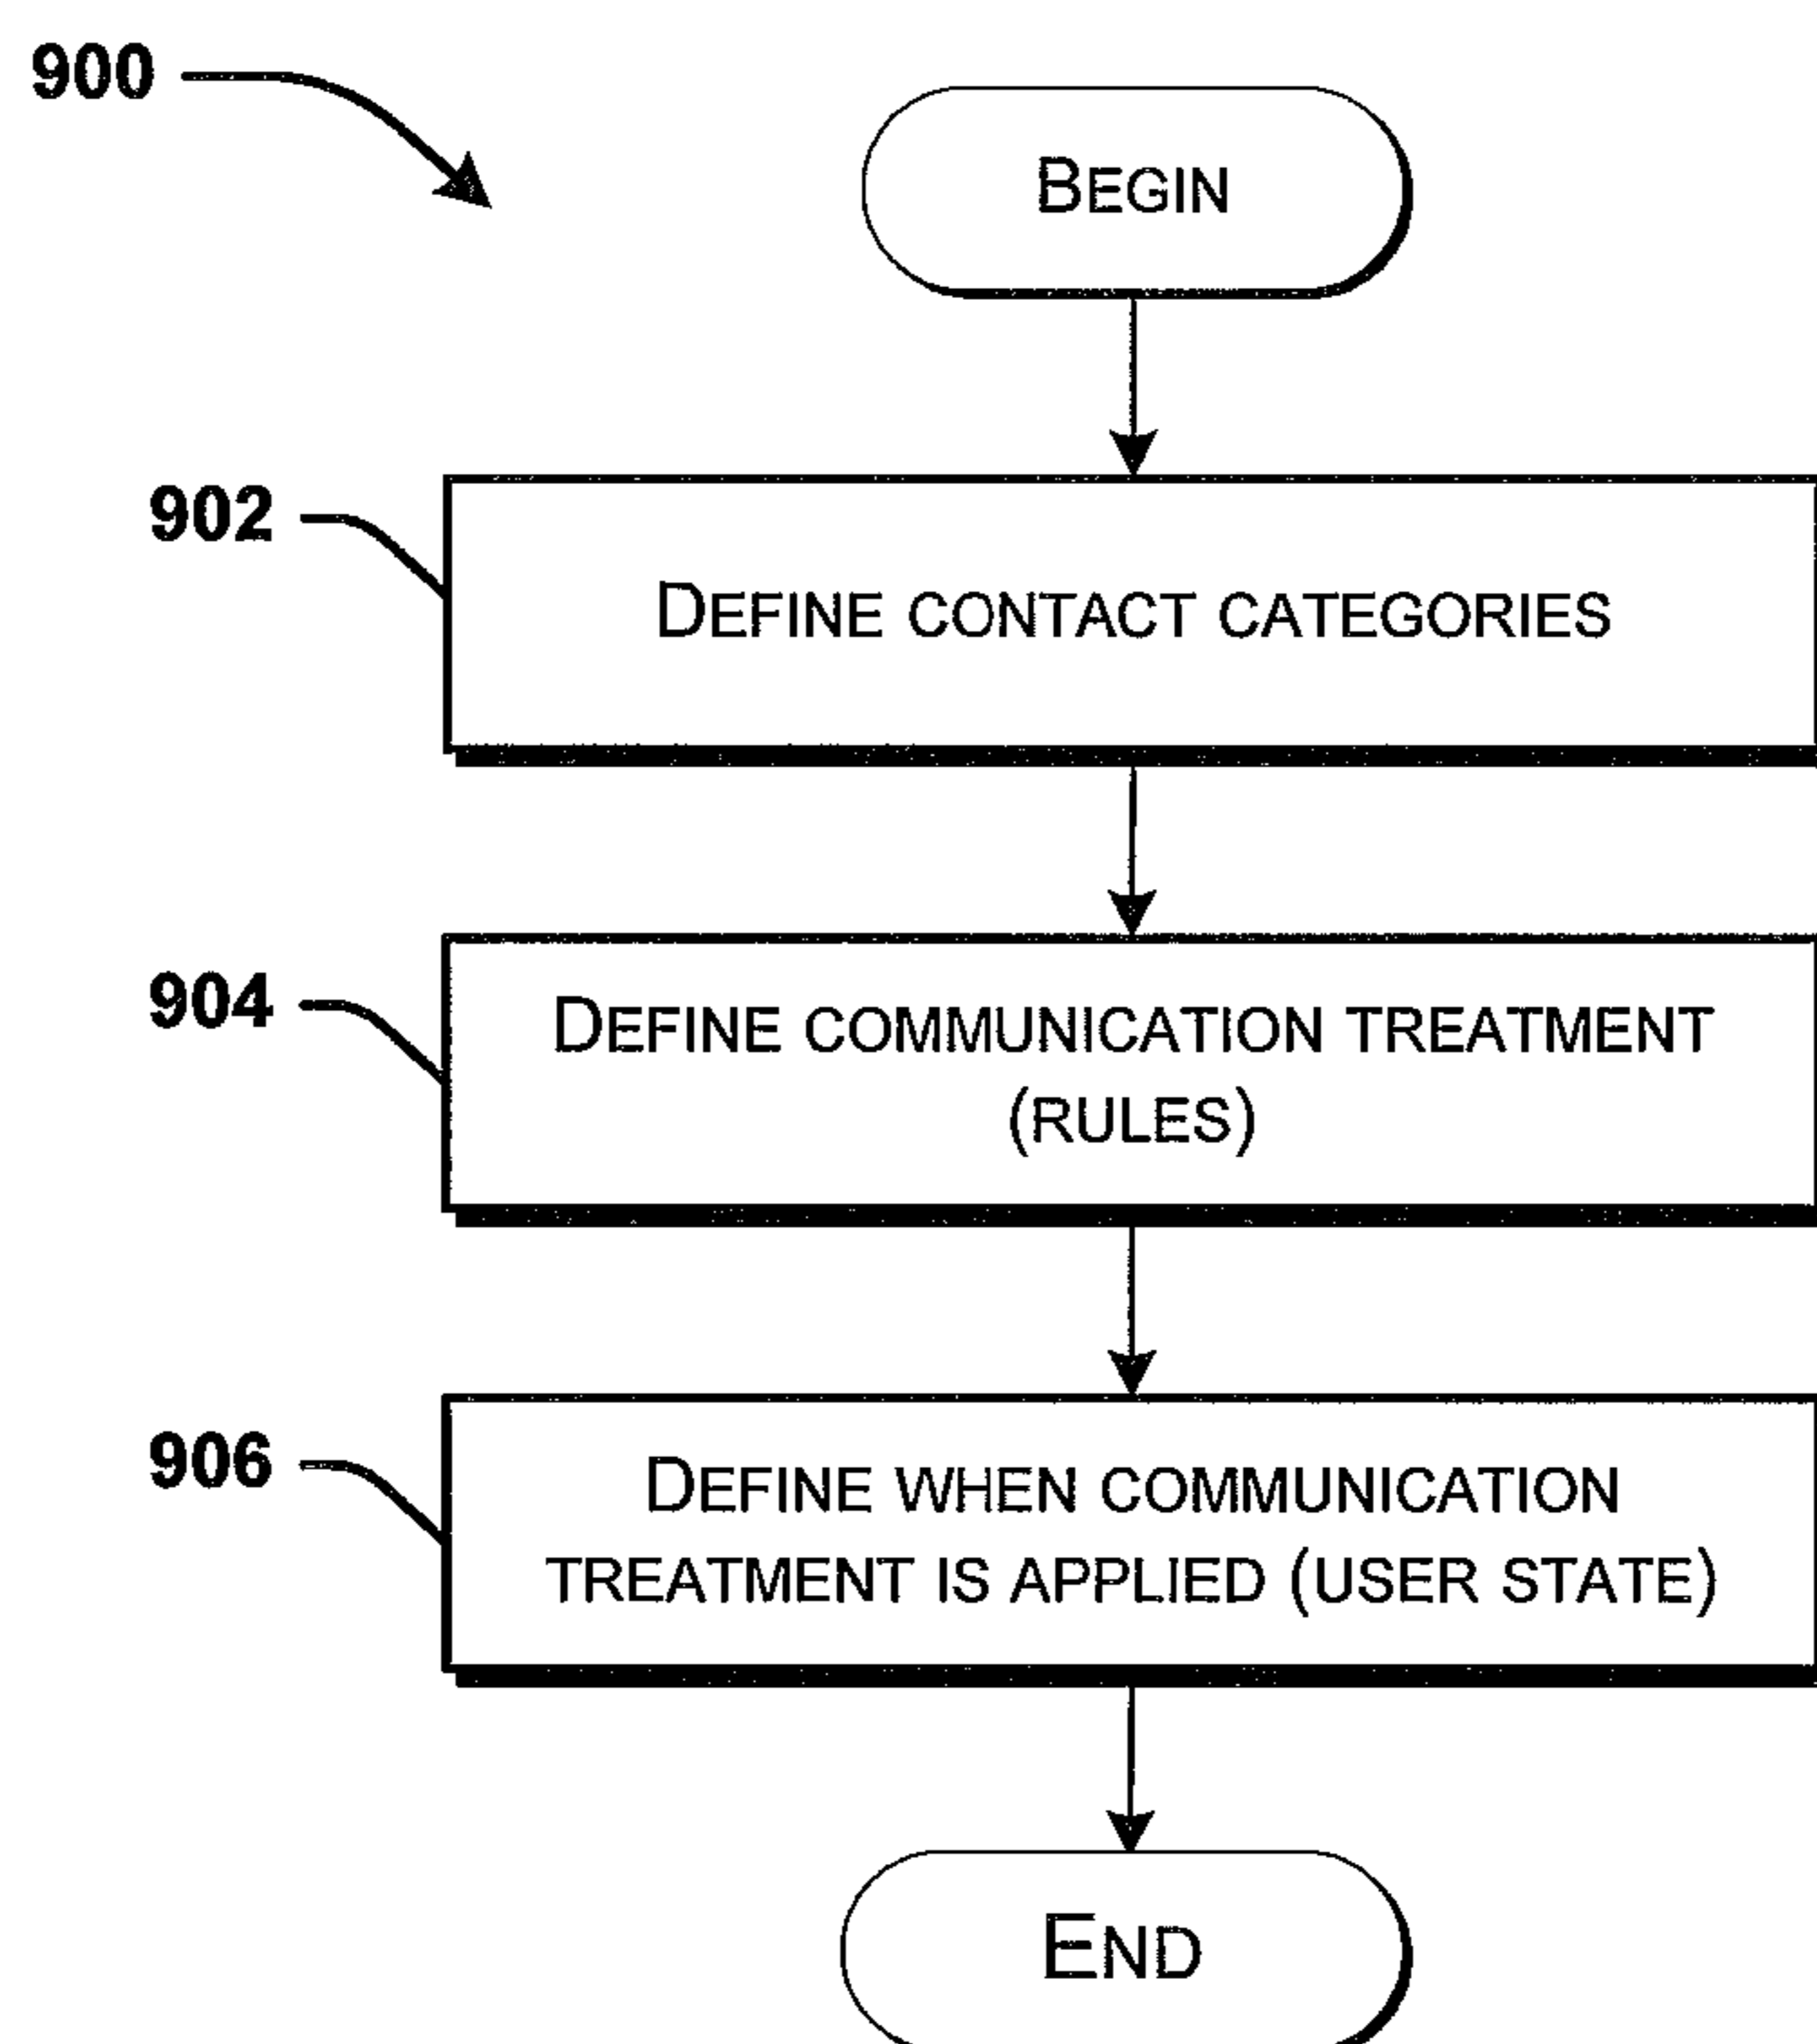 900
BEGIN
902
DEFINE CONTACT CATEGORIES
904
DEFINE COMMUNICATION TREATMENT
(RULES)
906
DEFINE WHEN COMMUNICATION
TREATMENT IS APPLIED (USER STATE)
END